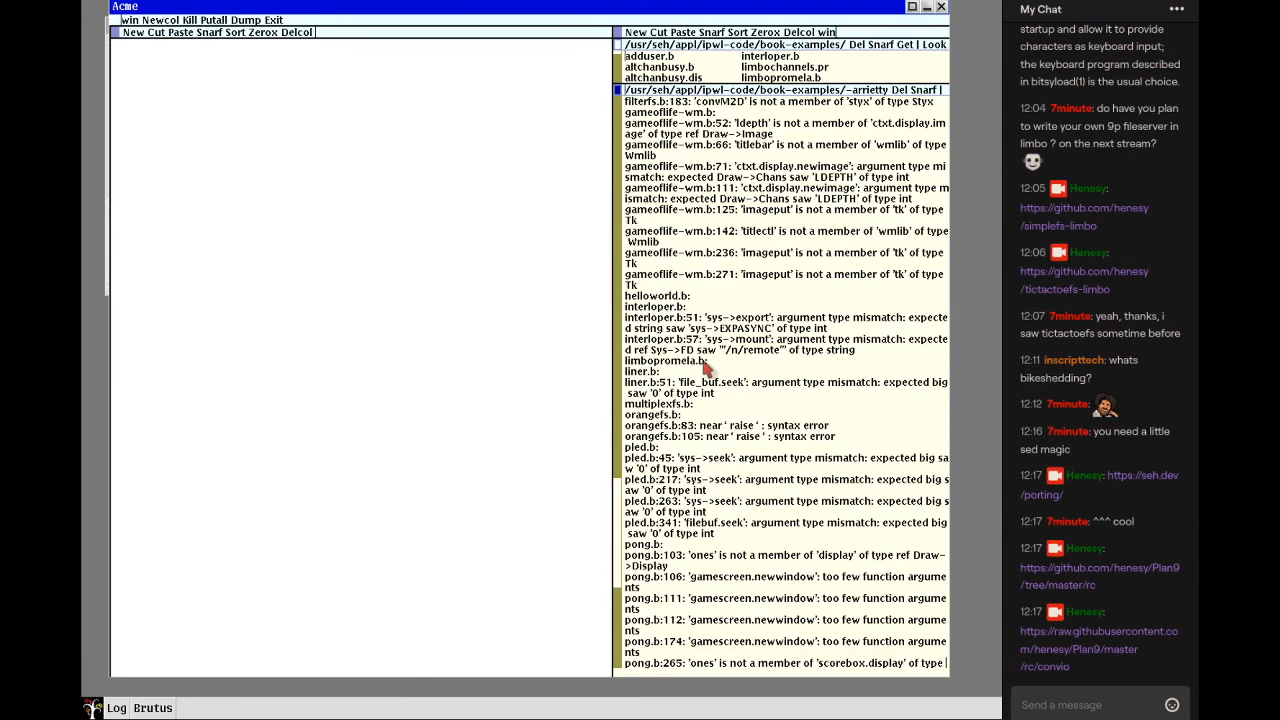 Acme
win Newcol Kill Putall Dump Exit
New Cut Paste Snarf Sort Zerox Delcol
New Cut Paste Snarf Sort Zerox Delcol win
/usr/seh/appl/ipwl-code/book-examples/ Del Snarf Get | Look
adduser.b interloper.b
altchanbusy.b limbochannels.pr
altchanbusy.dis limbopromela.b
/usr/seh/appl/ipwl-code/book-examples/-arrietty Del Snarf |
filterfs.b:183: 'convM2D' is not a member of 'styx' of type Styx
gameoflife-wm.b:
gameoflife-wm.b:52: 'ldepth' is not a member of 'ctxt.display.im
age' of type ref Draw->Image
gameoflife-wm.b:66: 'titlebar' is not a member of 'wmlib' of type
Wmlib
gameoflife-wm.b:71: 'ctxt.display.newimage': argument type mi
smatch: expected Draw->Chans saw 'LDEPTH' of type int
gameoflife-wm.b:111: 'ctxt.display.newimage': argument type m
ismatch: expected Draw->Chans saw 'LDEPTH' of type int
gameoflife-wm.b:125: 'imageput' is not a member of 'tk' of type
Tk
gameoflife-wm.b:142: 'titlectl' is not a member of 'wmlib' of type
Wmlib
gameoflife-wm.b:236: 'imageput' is not a member of 'tk' of type
Tk
gameoflife-wm.b:271: 'imageput' is not a member of 'tk' of type
Tk
helloworld.b:
interloper.b:
interloper.b:51: 'sys->export': argument type mismatch: expecte
d string saw 'sys->EXPASYNC' of type int
interloper.b:57: 'sys->mount': argument type mismatch: expecte
d ref Sys->FD saw '"/n/remote"' of type string
limbopromela.b:
liner.b:
liner.b:51: 'file_buf.seek': argument type mismatch: expected big
saw '0' of type int
multiplexfs.b:
orangefs.b:
orangefs.b:83: near ` raise ` : syntax error
orangefs.b:105: near ` raise ` : syntax error
pled.b:
pled.b:45: 'sys->seek': argument type mismatch: expected big sa
w '0' of type int
pled.b:217: 'sys->seek': argument type mismatch: expected big s
aw '0' of type int
pled.b:263: 'sys->seek': argument type mismatch: expected big s
aw '0' of type int
pled.b:341: 'filebuf.seek': argument type mismatch: expected big
saw '0' of type int
pong.b:
pong.b:103: 'ones' is not a member of 'display' of type ref Draw-
>Display
pong.b:106: 'gamescreen.newwindow': too few function argume
nts
pong.b:111: 'gamescreen.newwindow': too few function argume
nts
pong.b:112: 'gamescreen.newwindow': too few function argume
nts
pong.b:174: 'gamescreen.newwindow': too few function argume
nts
pong.b:265: 'ones' is not a member of 'scorebox.display' of type
Log Brutus
My Chat
startup and allow it to provide
characters as keyboard input;
the keyboard program described
in bitsyload(1) is the usual choice.
12:04 7minute: do have you plan
to write your own 9p fileserver in
limbo ? on the next stream?
12:05 Henesy:
https://github.com/henesy
/simplefs-limbo
12:06 Henesy:
https://github.com/henesy
/tictactoefs-limbo
12:07 7minute: yeah, thanks, i
saw tictactoefs sometime before
12:11 inscripttech: whats
bikeshedding?
12:12 7minute:
12:16 7minute: you need a little
sed magic
12:17 Henesy: https://seh.dev
/porting/
12:17 7minute: ^^^ cool
12:17 Henesy:
https://github.com/henesy/Plan9
/tree/master/rc
12:17 Henesy:
https://raw.githubusercontent.co
m/henesy/Plan9/master
/rc/convio
Send a message